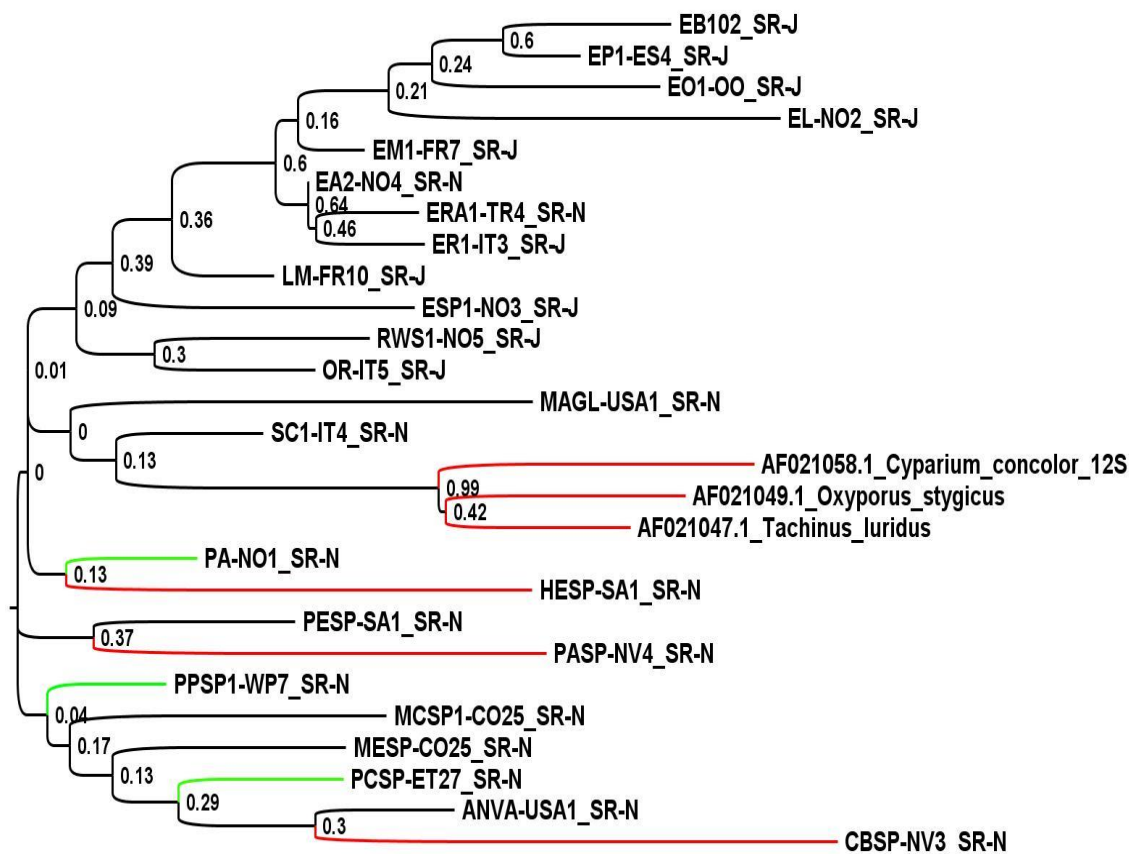 EB102_SR-J
0.6
EP1-ES4_SR-J
0.24
EO1-OO_SR-J
0.21
EL-NO2_SR-J
0.16
EM1-FR7_SR-J
0.6
EA2-NO4_SR-N
0.64
ERA1-TR4_SR-N
0.36
0.46
ER1-IT3_SR-J
0.39
LM-FR10_SR-J
0.09
ESP1-NO3_SR-J
RWS1-NO5_SR-J
0.3
OR-IT5_SR-J
0.01
MAGL-USA1_SR-N
0
SC1-IT4_SR-N
0.13
AF021058.1_Cyparium_concolor_12S
0
0.99
AF021049.1_Oxyporus_stygicus
0.42
AF021047.1_Tachinus_luridus
PA-NO1_SR-N
0.13
HESP-SA1_SR-N
PESP-SA1_SR-N
0.37
PASP-NV4_SR-N
PPSP1-WP7_SR-N
0.04
MCSP1-CO25_SR-N
0.17
MESP-CO25_SR-N
0.13
PCSP-ET27_SR-N
0.29
ANVA-USA1_SR-N
0.3
CBSP-NV3_SR-N